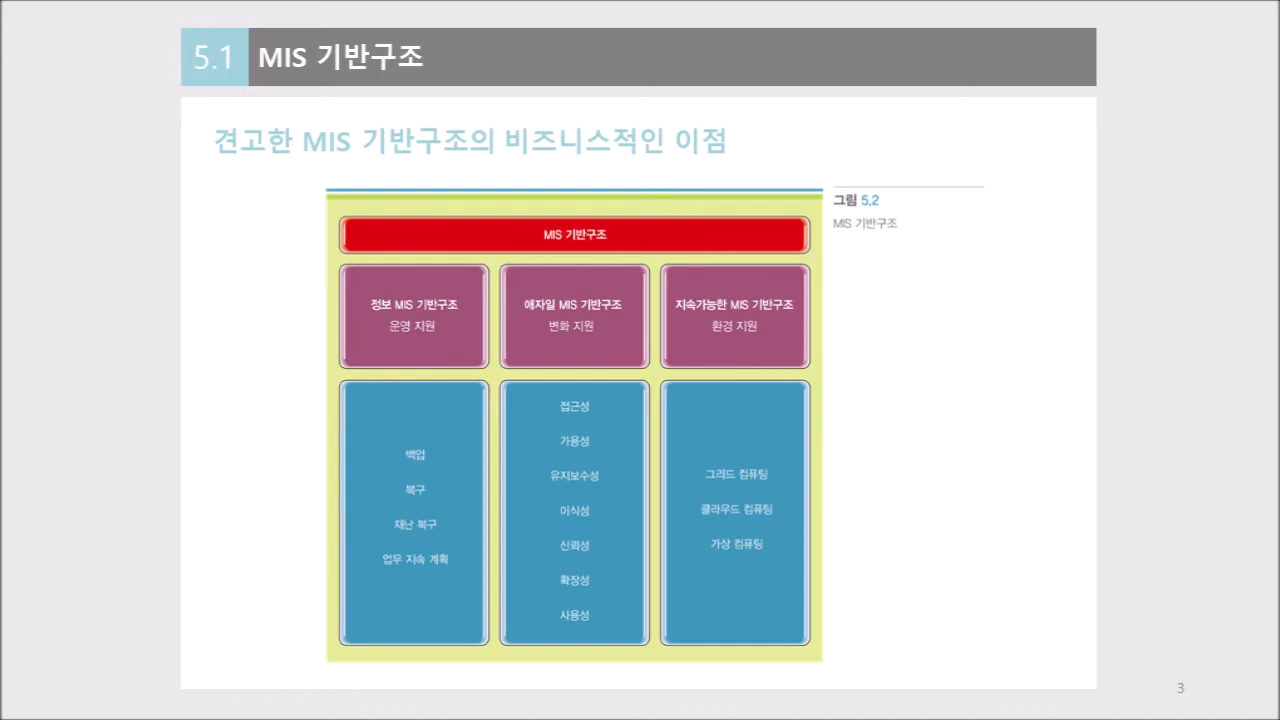 5.1 MIS 기반구조
견고한 MIS 기반구조의 비즈니스적인 이점
그림 5.2
MIS 기반구조
MIS 기반구조
정보 MIS 기반구조
운영 지원
애자일 MIS 기반구조
변화 지원
지속가능한 MIS 기반구조
환경 지원
백업
복구
재난 복구
업무 지속 계획
접근성
가용성
유지보수성
이식성
신뢰성
확장성
사용성
그리드 컴퓨팅
클라우드 컴퓨팅
가상 컴퓨팅
3